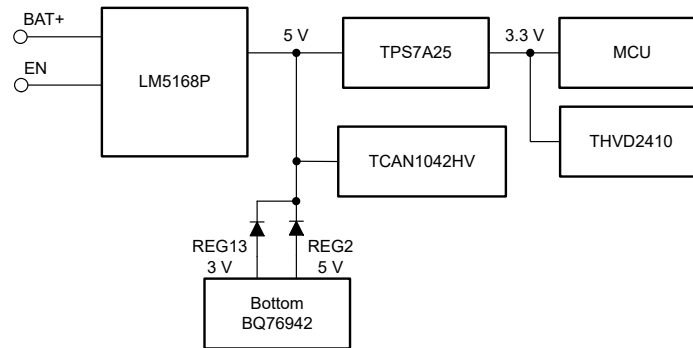 BAT+
EN
LM5168P
5 V
TPS7A25
3.3 V
MCU
THVD2410
TCAN1042HV
REG13
3 V
REG2
5 V
Bottom
BQ76942